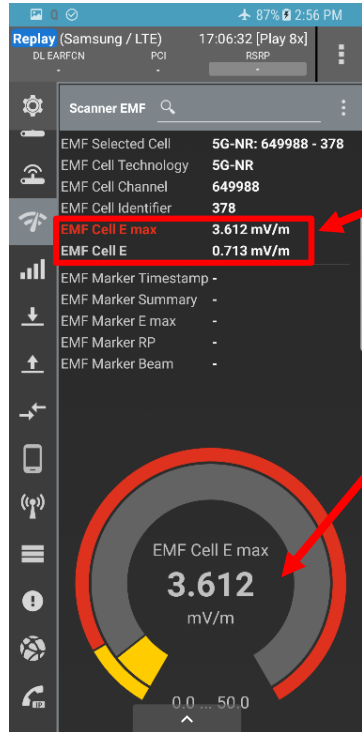 87% 2:56 PM
Replay (Samsung / LTE) 17:06:32 [Play 8x]
DL EARFCN PCI RSRP
- - -
Scanner EMF
EMF Selected Cell 5G-NR: 649988 - 378
EMF Cell Technology 5G-NR
EMF Cell Channel 649988
EMF Cell Identifier 378
EMF Cell E max 3.612 mV/m
EMF Cell E 0.713 mV/m
EMF Marker Timestamp -
EMF Marker Summary -
EMF Marker E max -
EMF Marker RP -
EMF Marker Beam -
EMF Cell E max
3.612
mV/m
0.0 ... 50.0
IP